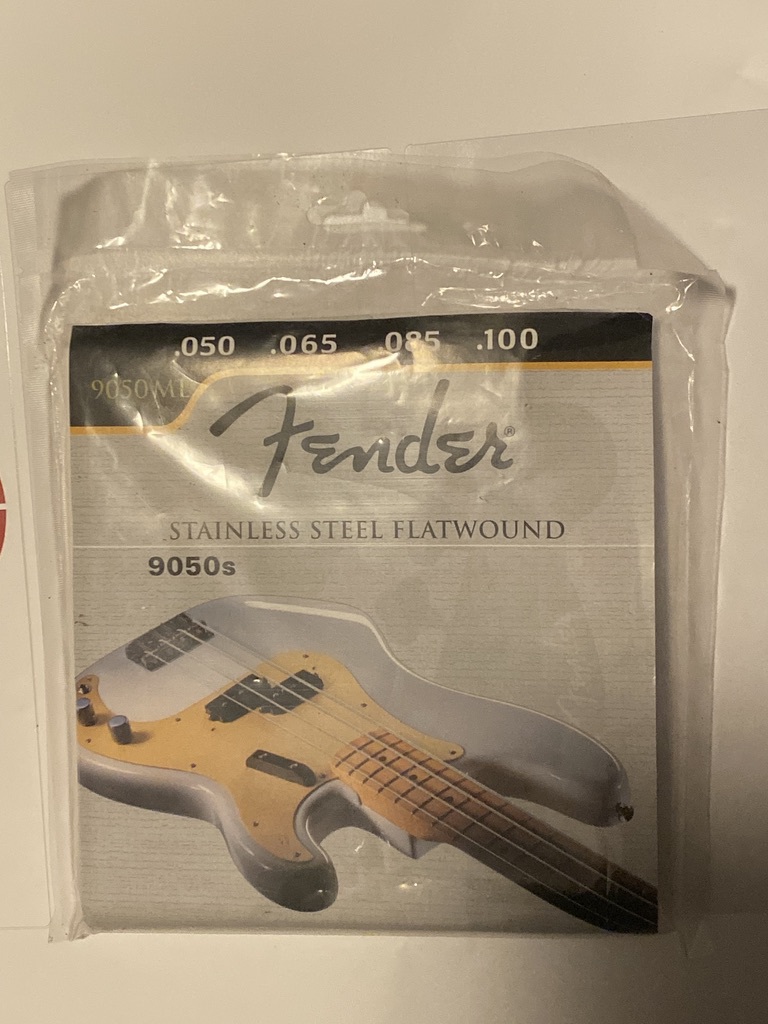 .050 .065 .085 .100
9050ML
Fender®
STAINLESS STEEL FLATWOUND
9050s